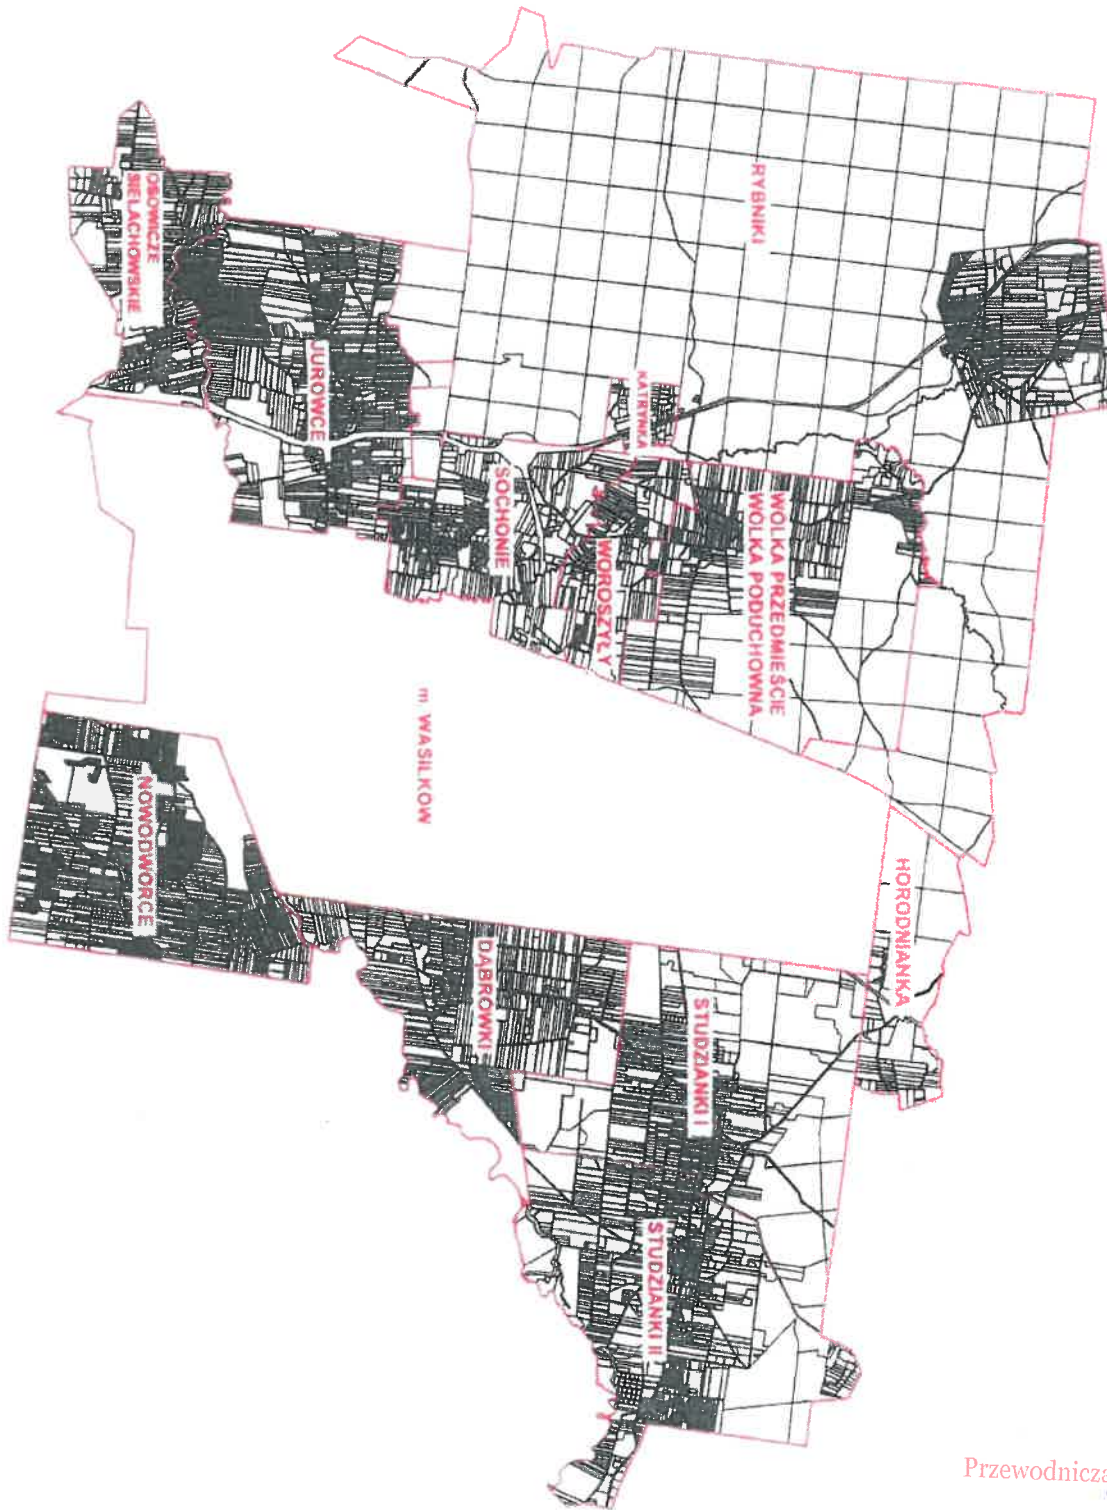 RYBNIKI
OSOWICZE
SIELACHOWSKIE
JUROWCE
KATRYNKA
SOCHONIE
WOROSZYŁY
WÓLKA PRZEDMIEŚCIE
WÓLKA PODUCHOWNA
m. WASILKÓW
NOWODWORCE
HORODNIANKA
DĄBRÓWKI
STUDZIANKI I
STUDZIANKI II
Przewodnicza